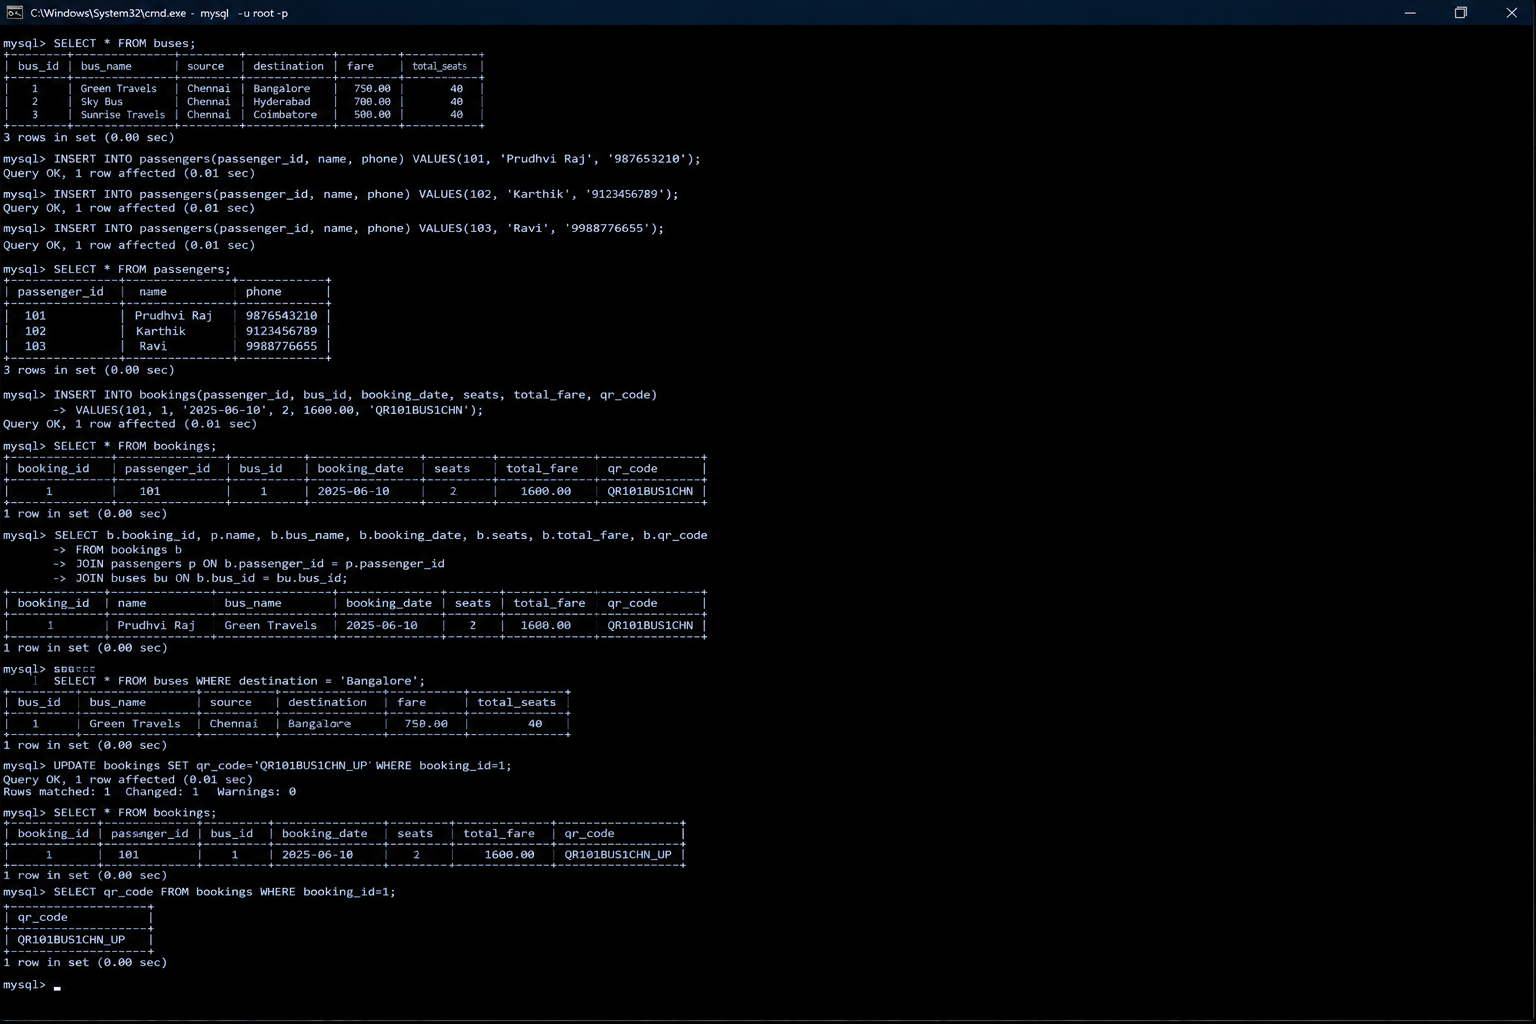 C:\Windows\System32\cmd.exe - mysql -u root -p
mysql> SELECT * FROM buses;
| bus_id | bus_name | source | destination | fare | total_seats |
| 1 | Green Travels | Chennai | Bangalore | 750.00 | 40 |
| 2 | Sky Bus | Chennai | Hyderabad | 700.00 | 40 |
| 3 | Sunrise Travels | Chennai | Coimbatore | 500.00 | 40 |
3 rows in set (0.00 sec)
mysql> INSERT INTO passengers(passenger_id, name, phone) VALUES(101, 'Prudhvi Raj', '987653210');
Query OK, 1 row affected (0.01 sec)
mysql> INSERT INTO passengers(passenger_id, name, phone) VALUES(102, 'Karthik', '9123456789');
Query OK, 1 row affected (0.01 sec)
mysql> INSERT INTO passengers(passenger_id, name, phone) VALUES(103, 'Ravi', '9988776655');
Query OK, 1 row affected (0.01 sec)
mysql> SELECT * FROM passengers;
| passenger_id | name | phone |
| 101 | Prudhvi Raj | 9876543210 |
| 102 | Karthik | 9123456789 |
| 103 | Ravi | 9988776655 |
3 rows in set (0.00 sec)
mysql> INSERT INTO bookings(passenger_id, bus_id, booking_date, seats, total_fare, qr_code)
-> VALUES(101, 1, '2025-06-10', 2, 1600.00, 'QR101BUS1CHN');
Query OK, 1 row affected (0.01 sec)
mysql> SELECT * FROM bookings;
| booking_id | passenger_id | bus_id | booking_date | seats | total_fare | qr_code |
| 1 | 101 | 1 | 2025-06-10 | 2 | 1600.00 | QR101BUS1CHN |
1 row in set (0.00 sec)
mysql> SELECT b.booking_id, p.name, b.bus_name, b.booking_date, b.seats, b.total_fare, b.qr_code
-> FROM bookings b
-> JOIN passengers p ON b.passenger_id = p.passenger_id
-> JOIN buses bu ON b.bus_id = bu.bus_id;
| booking_id | name | bus_name | booking_date | seats | total_fare | qr_code |
| 1 | Prudhvi Raj | Green Travels | 2025-06-10 | 2 | 1600.00 | QR101BUS1CHN |
1 row in set (0.00 sec)
mysql>
SELECT * FROM buses WHERE destination = 'Bangalore';
| bus_id | bus_name | source | destination | fare | total_seats |
| 1 | Green Travels | Chennai | Bangalore | 750.00 | 40 |
1 row in set (0.00 sec)
mysql> UPDATE bookings SET qr_code='QR101BUS1CHN_UP' WHERE booking_id=1;
Query OK, 1 row affected (0.01 sec)
Rows matched: 1 Changed: 1 Warnings: 0
mysql> SELECT * FROM bookings;
| booking_id | passenger_id | bus_id | booking_date | seats | total_fare | qr_code |
| 1 | 101 | 1 | 2025-06-10 | 2 | 1600.00 | QR101BUS1CHN_UP |
1 row in set (0.00 sec)
mysql> SELECT qr_code FROM bookings WHERE booking_id=1;
| qr_code |
| QR101BUS1CHN_UP |
1 row in set (0.00 sec)
mysql>